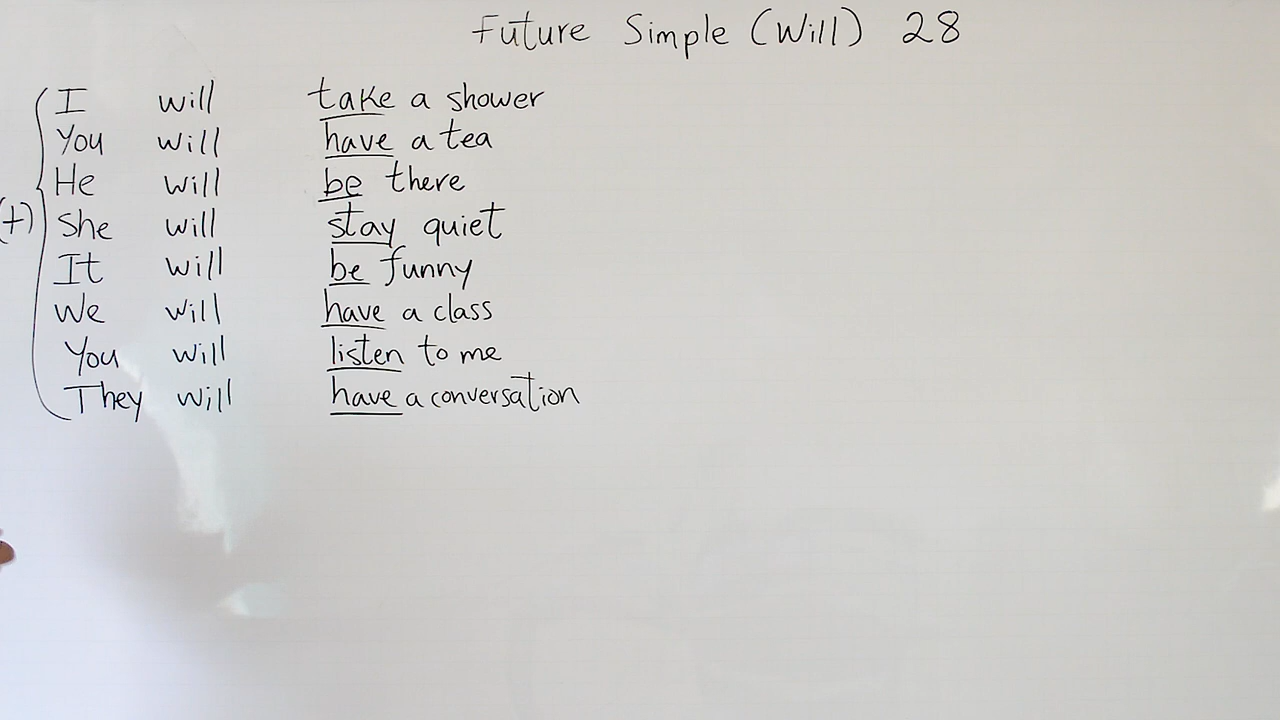 Future Simple (Will) 28
I will take a shower
You will have a tea
He will be there
(+) She will stay quiet
It will be funny
We will have a class
You will listen to me
They will have a conversation